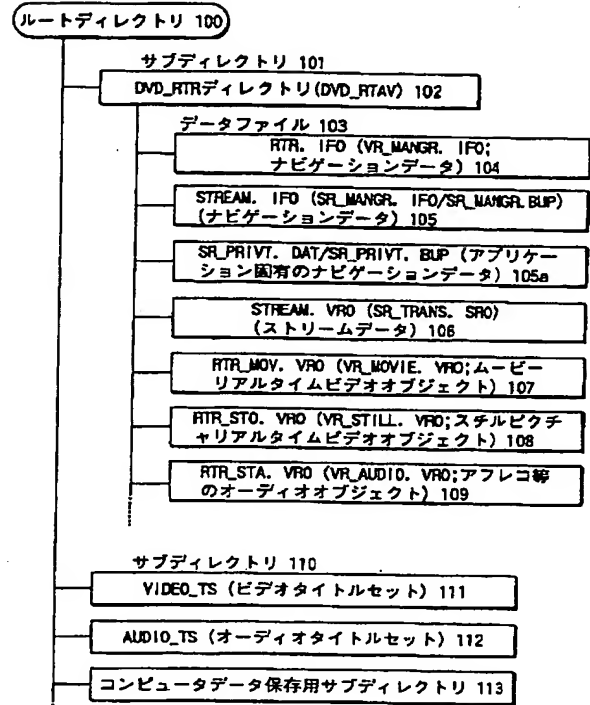 ルートディレクトリ 100
サブディレクトリ 101
DVD_RTRディレクトリ(DVD_RTAV) 102
データファイル 103
RTR. IFO (VR_MANGR. IFO;
ナビゲーションデータ) 104
STREAM. IFO (SR_MANGR. IFO/SR_MANGR.BUP)
(ナビゲーションデータ) 105
SR_PRIVT. DAT/SR_PRIVT. BUP (アプリケー
ション固有のナビゲーションデータ) 105a
STREAM. VRO (SR_TRANS. SRO)
(ストリームデータ) 106
RTR_MOV. VRO (VR_MOVIE. VRO;ムービー
リアルタイムビデオオブジェクト) 107
RTR_STO. VRO (VR_STILL. VRO;スチルピクチ
ャリアルタイムビデオオブジェクト) 108
RTR_STA. VRO (VR_AUDIO. VRO;アフレコ等
のオーディオオブジェクト) 109
サブディレクトリ 110
VIDEO_TS (ビデオタイトルセット) 111
AUDIO_TS (オーディオタイトルセット) 112
コンピュータデータ保存用サブディレクトリ 113